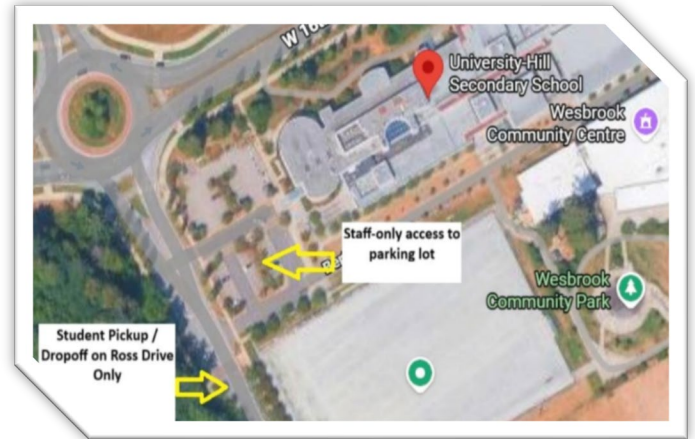 W 16
University-Hill
Secondary School
Wesbrook
Community Centre
Staff-only access to
parking lot
Wesbrook
Community Park
Student Pickup /
Dropoff on Ross Drive
Only